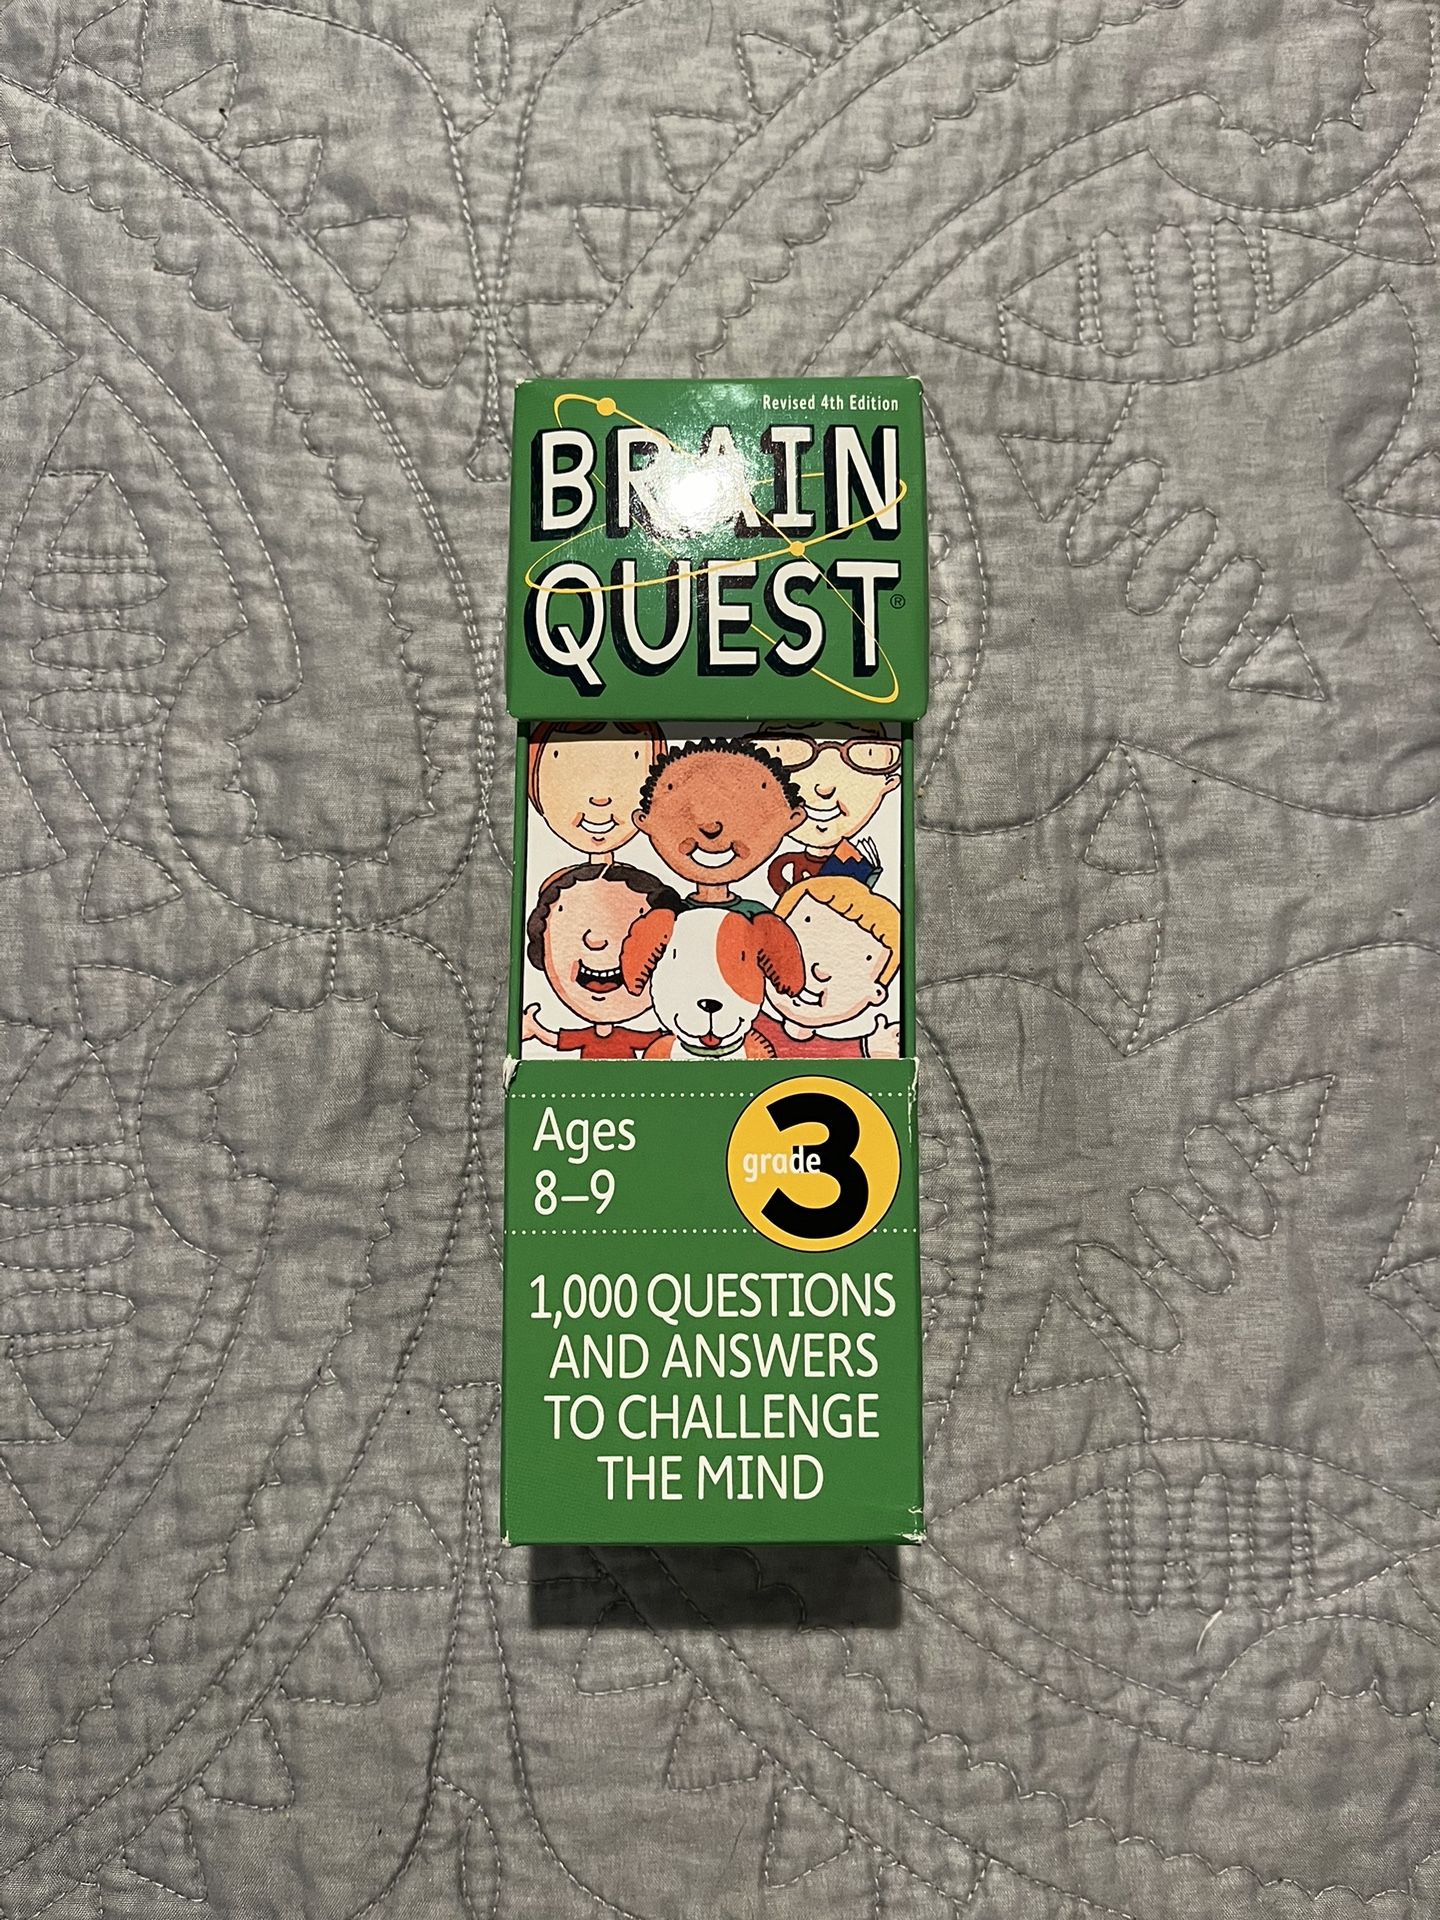 Revised 4th Edition
BRAIN
QUEST®
Ages
8–9
grade 3
1,000 QUESTIONS
AND ANSWERS
TO CHALLENGE
THE MIND